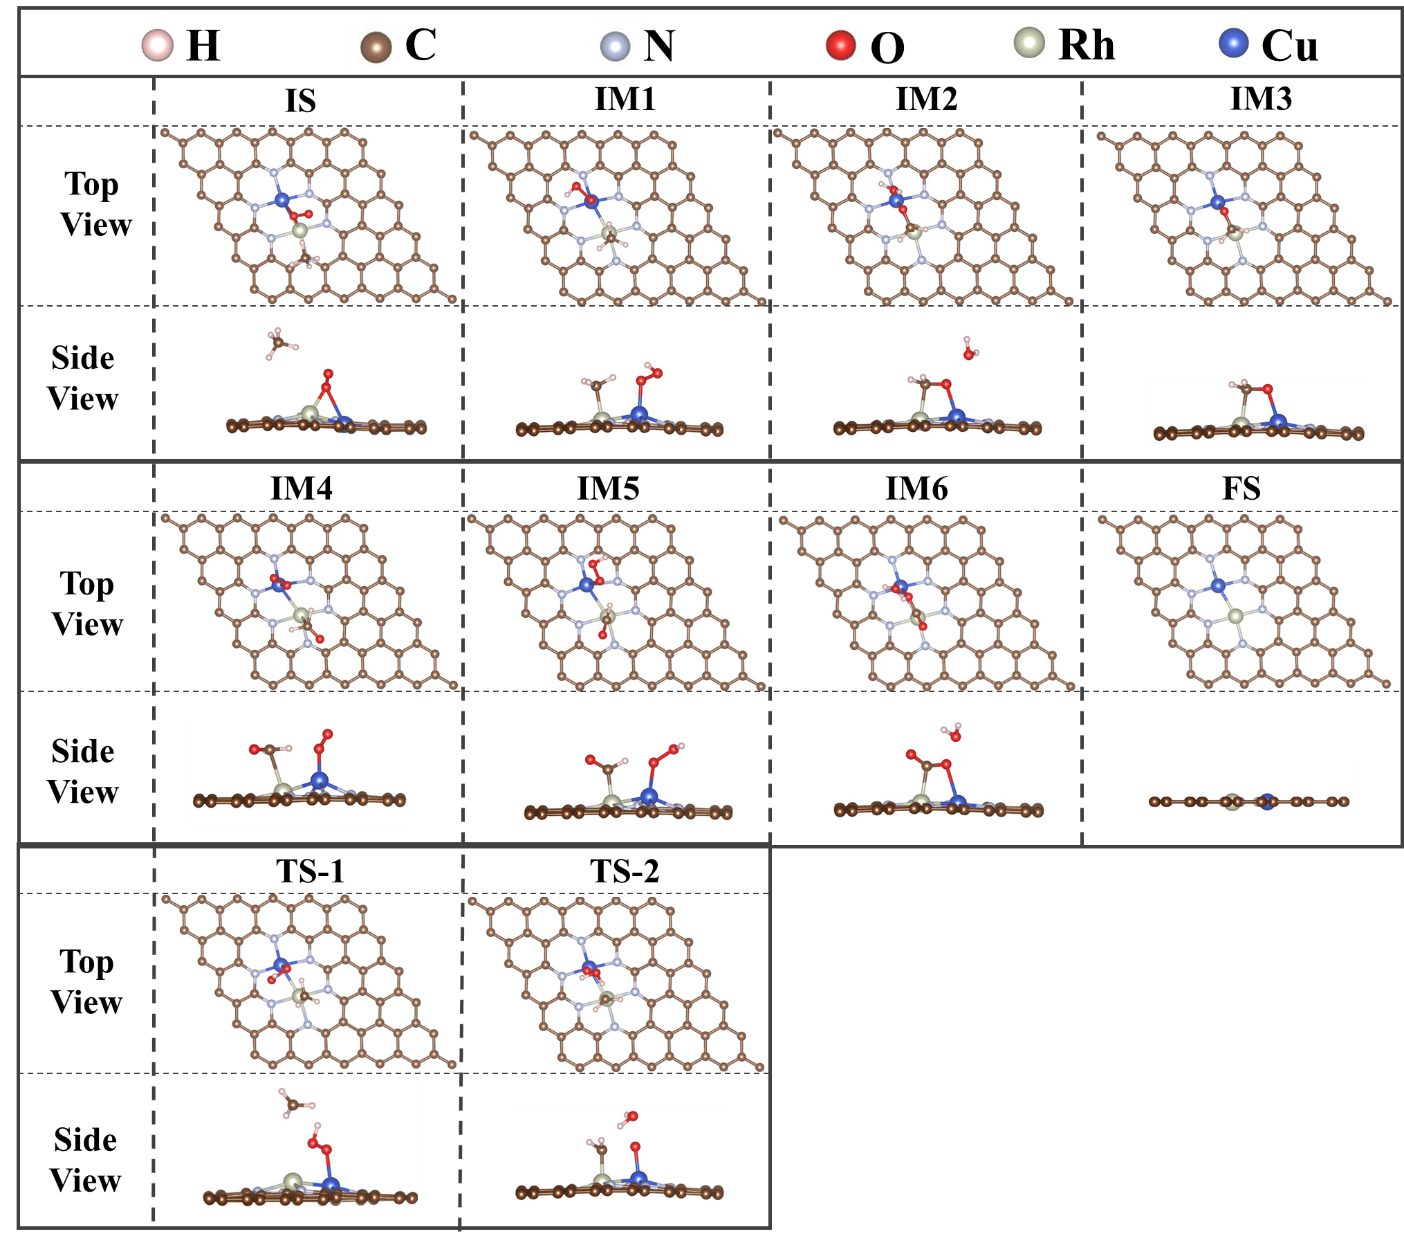 H C N O Rh Cu
IS IM1 IM2 IM3
Top
View
Side
View
IM4 IM5 IM6 FS
Top
View
Side
View
TS-1 TS-2
Top
View
Side
View